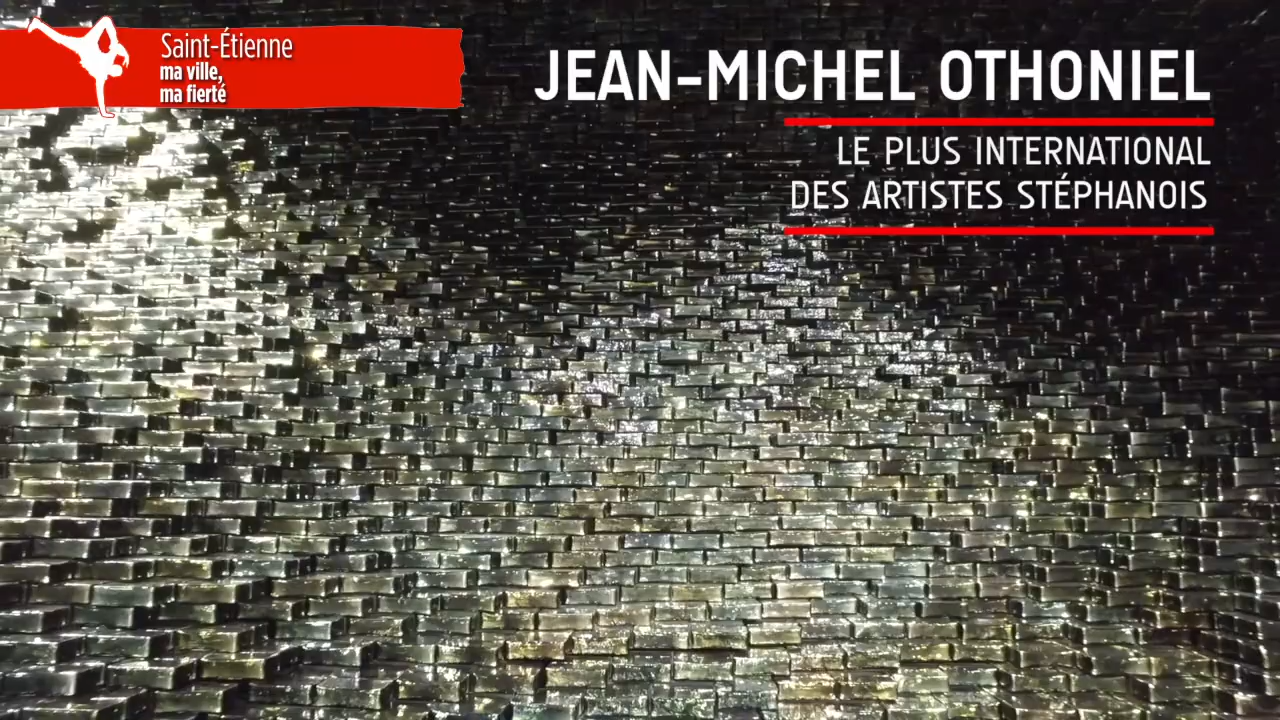 Saint-Étienne
ma ville,
ma fierté
JEAN-MICHEL OTHONIEL
LE PLUS INTERNATIONAL
DES ARTISTES STÉPHANOIS